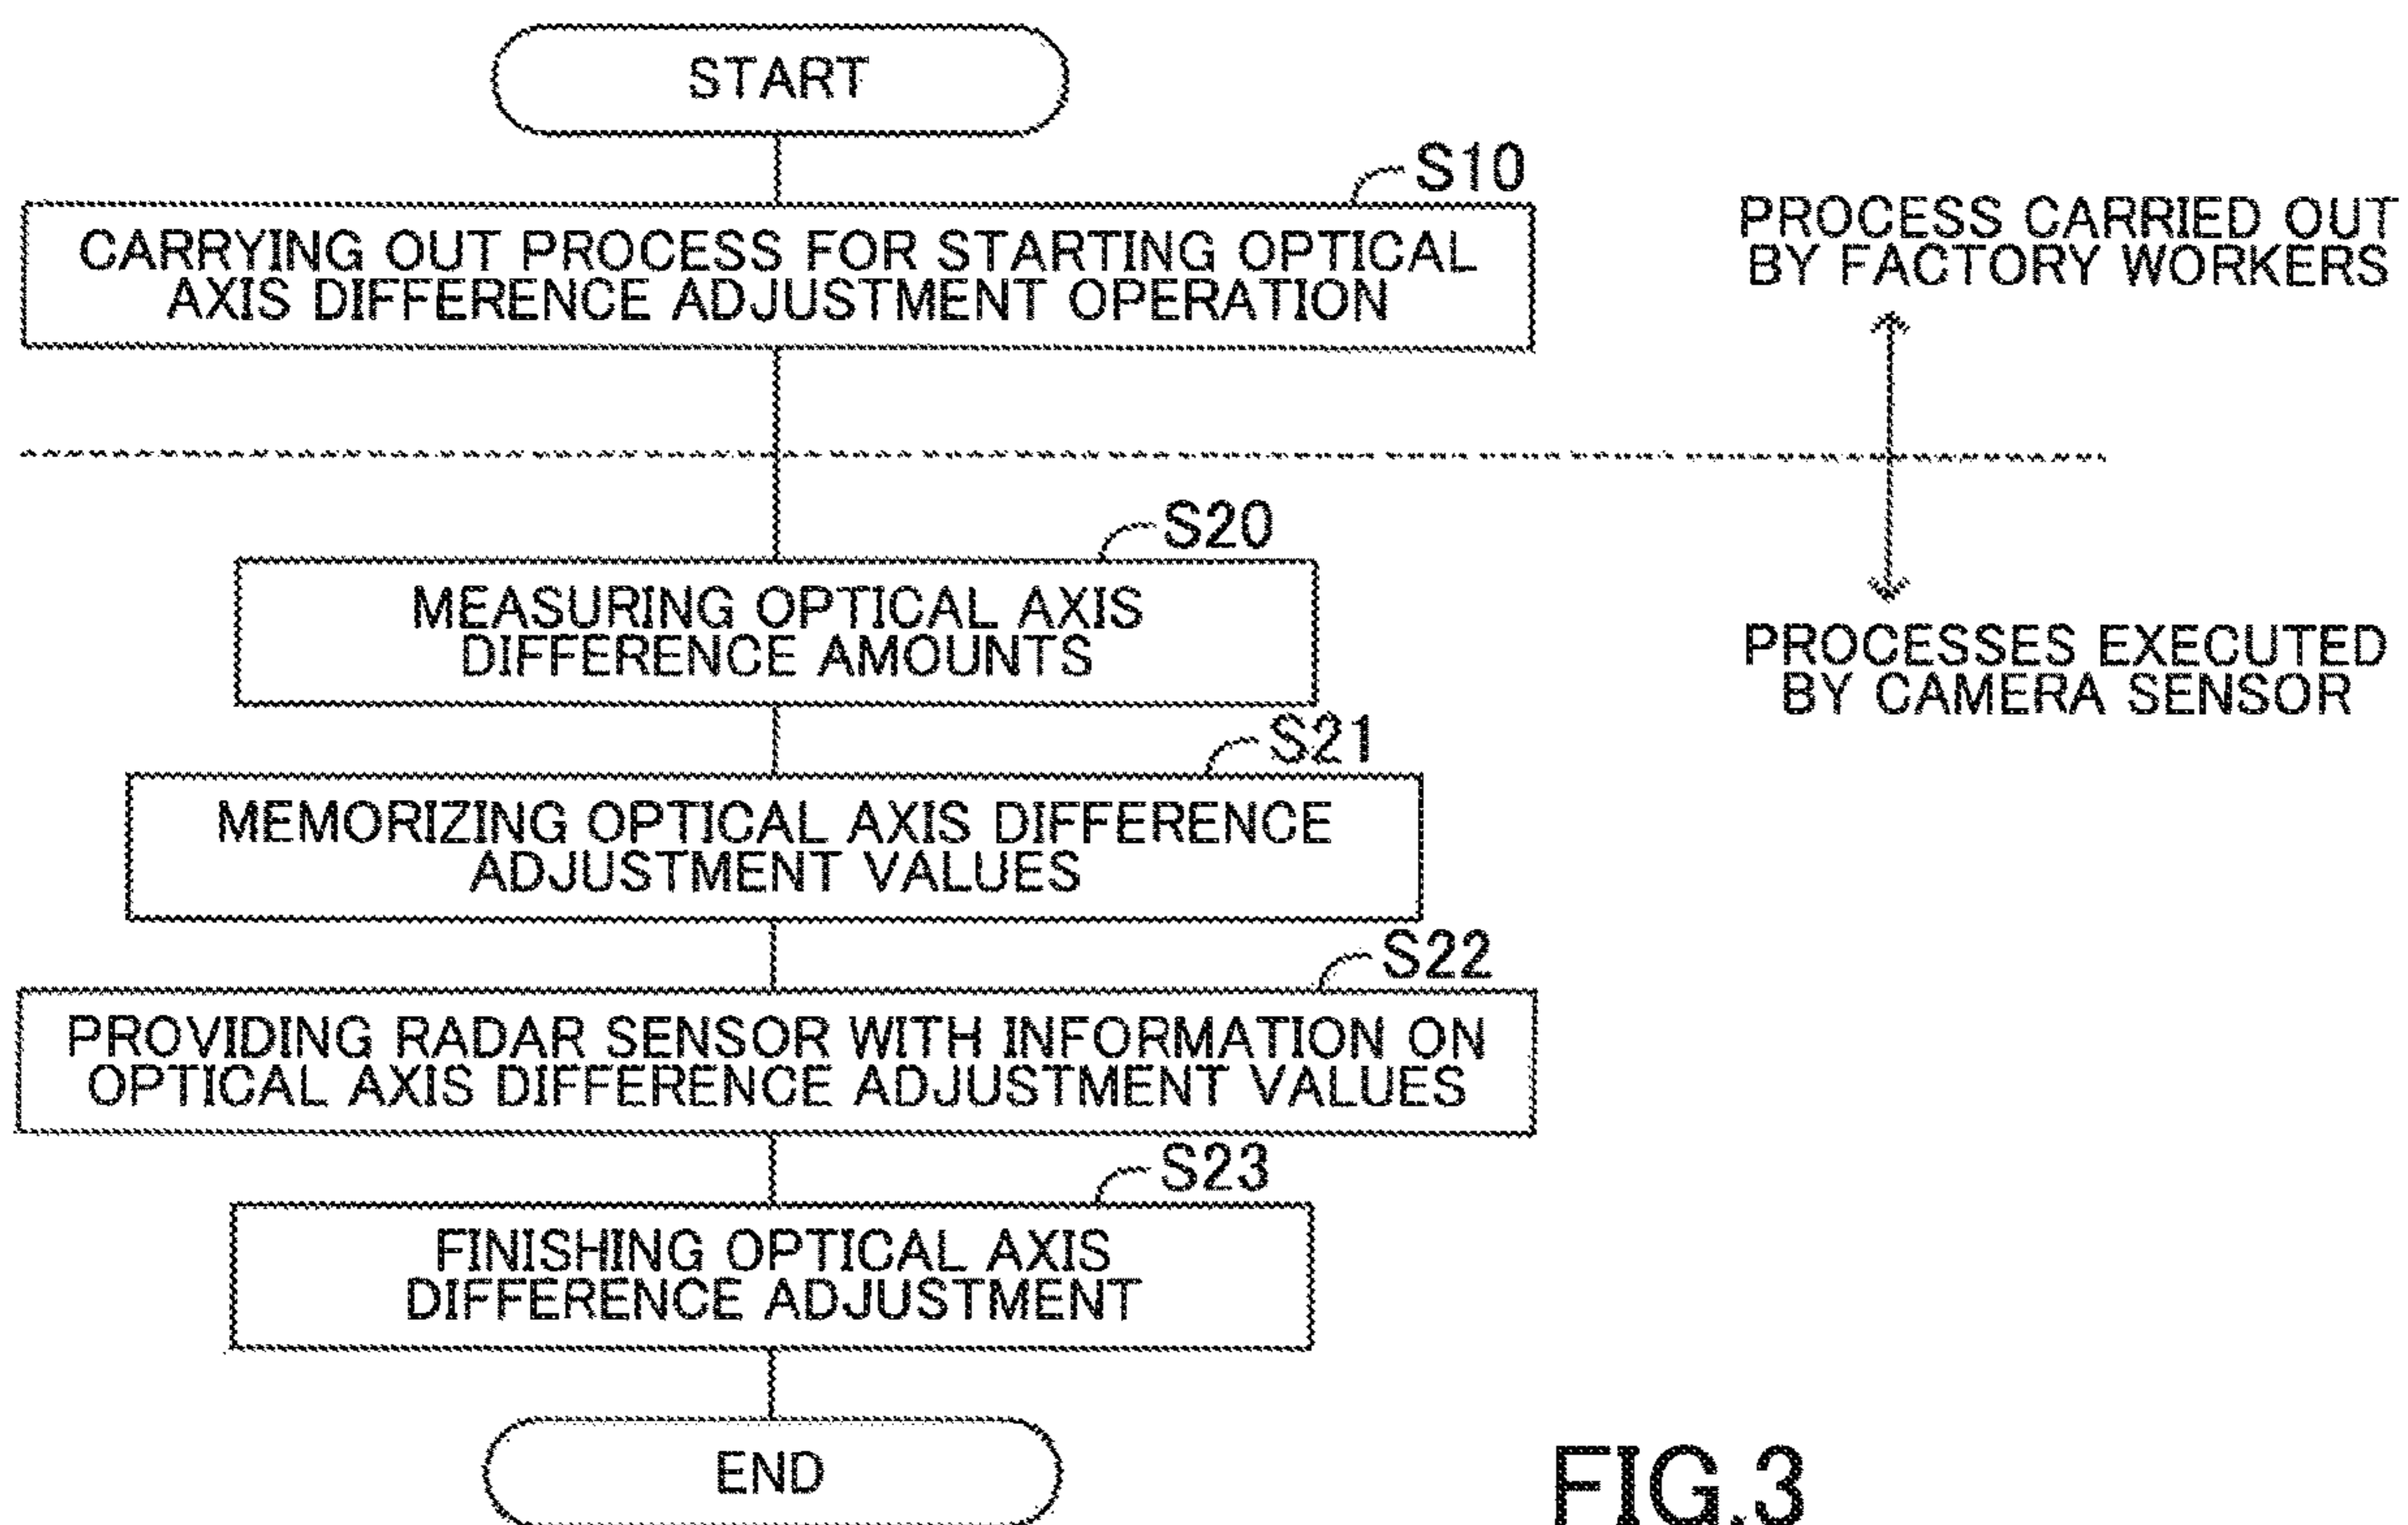 START
S10
CARRYING OUT PROCESS FOR STARTING OPTICAL
AXIS DIFFERENCE ADJUSTMENT OPERATION
PROCESS CARRIED OUT
BY FACTORY WORKERS
S20
MEASURING OPTICAL AXIS
DIFFERENCE AMOUNTS
PROCESSES EXECUTED
BY CAMERA SENSOR
S21
MEMORIZING OPTICAL AXIS DIFFERENCE
ADJUSTMENT VALUES
S22
PROVIDING RADAR SENSOR WITH INFORMATION ON
OPTICAL AXIS DIFFERENCE ADJUSTMENT VALUES
S23
FINISHING OPTICAL AXIS
DIFFERENCE ADJUSTMENT
END
FIG.3